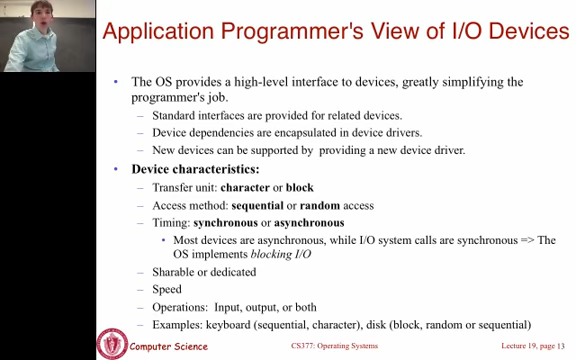 Application Programmer's View of I/O Devices
• The OS provides a high-level interface to devices, greatly simplifying the
programmer's job.
– Standard interfaces are provided for related devices.
– Device dependencies are encapsulated in device drivers.
– New devices can be supported by providing a new device driver.
• Device characteristics:
– Transfer unit: character or block
– Access method: sequential or random access
– Timing: synchronous or asynchronous
• Most devices are asynchronous, while I/O system calls are synchronous => The
OS implements blocking I/O
– Sharable or dedicated
– Speed
– Operations: Input, output, or both
– Examples: keyboard (sequential, character), disk (block, random or sequential)
Computer Science
CS377: Operating Systems
Lecture 19, page 13